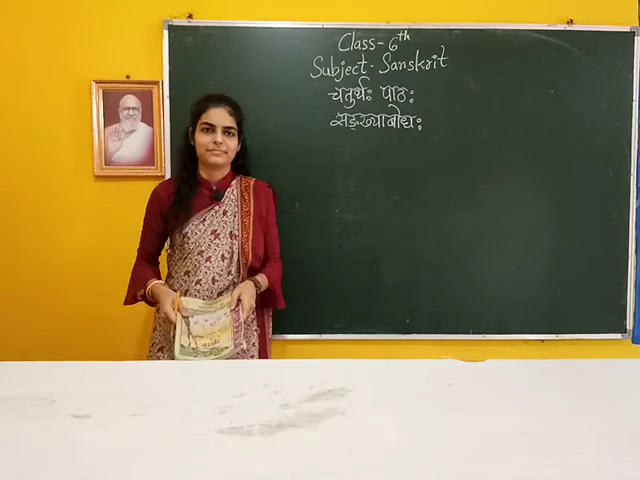 Class- 6th
Subject- Sanskrit
चतुर्थः पाठः
सङ्ख्याबोधः